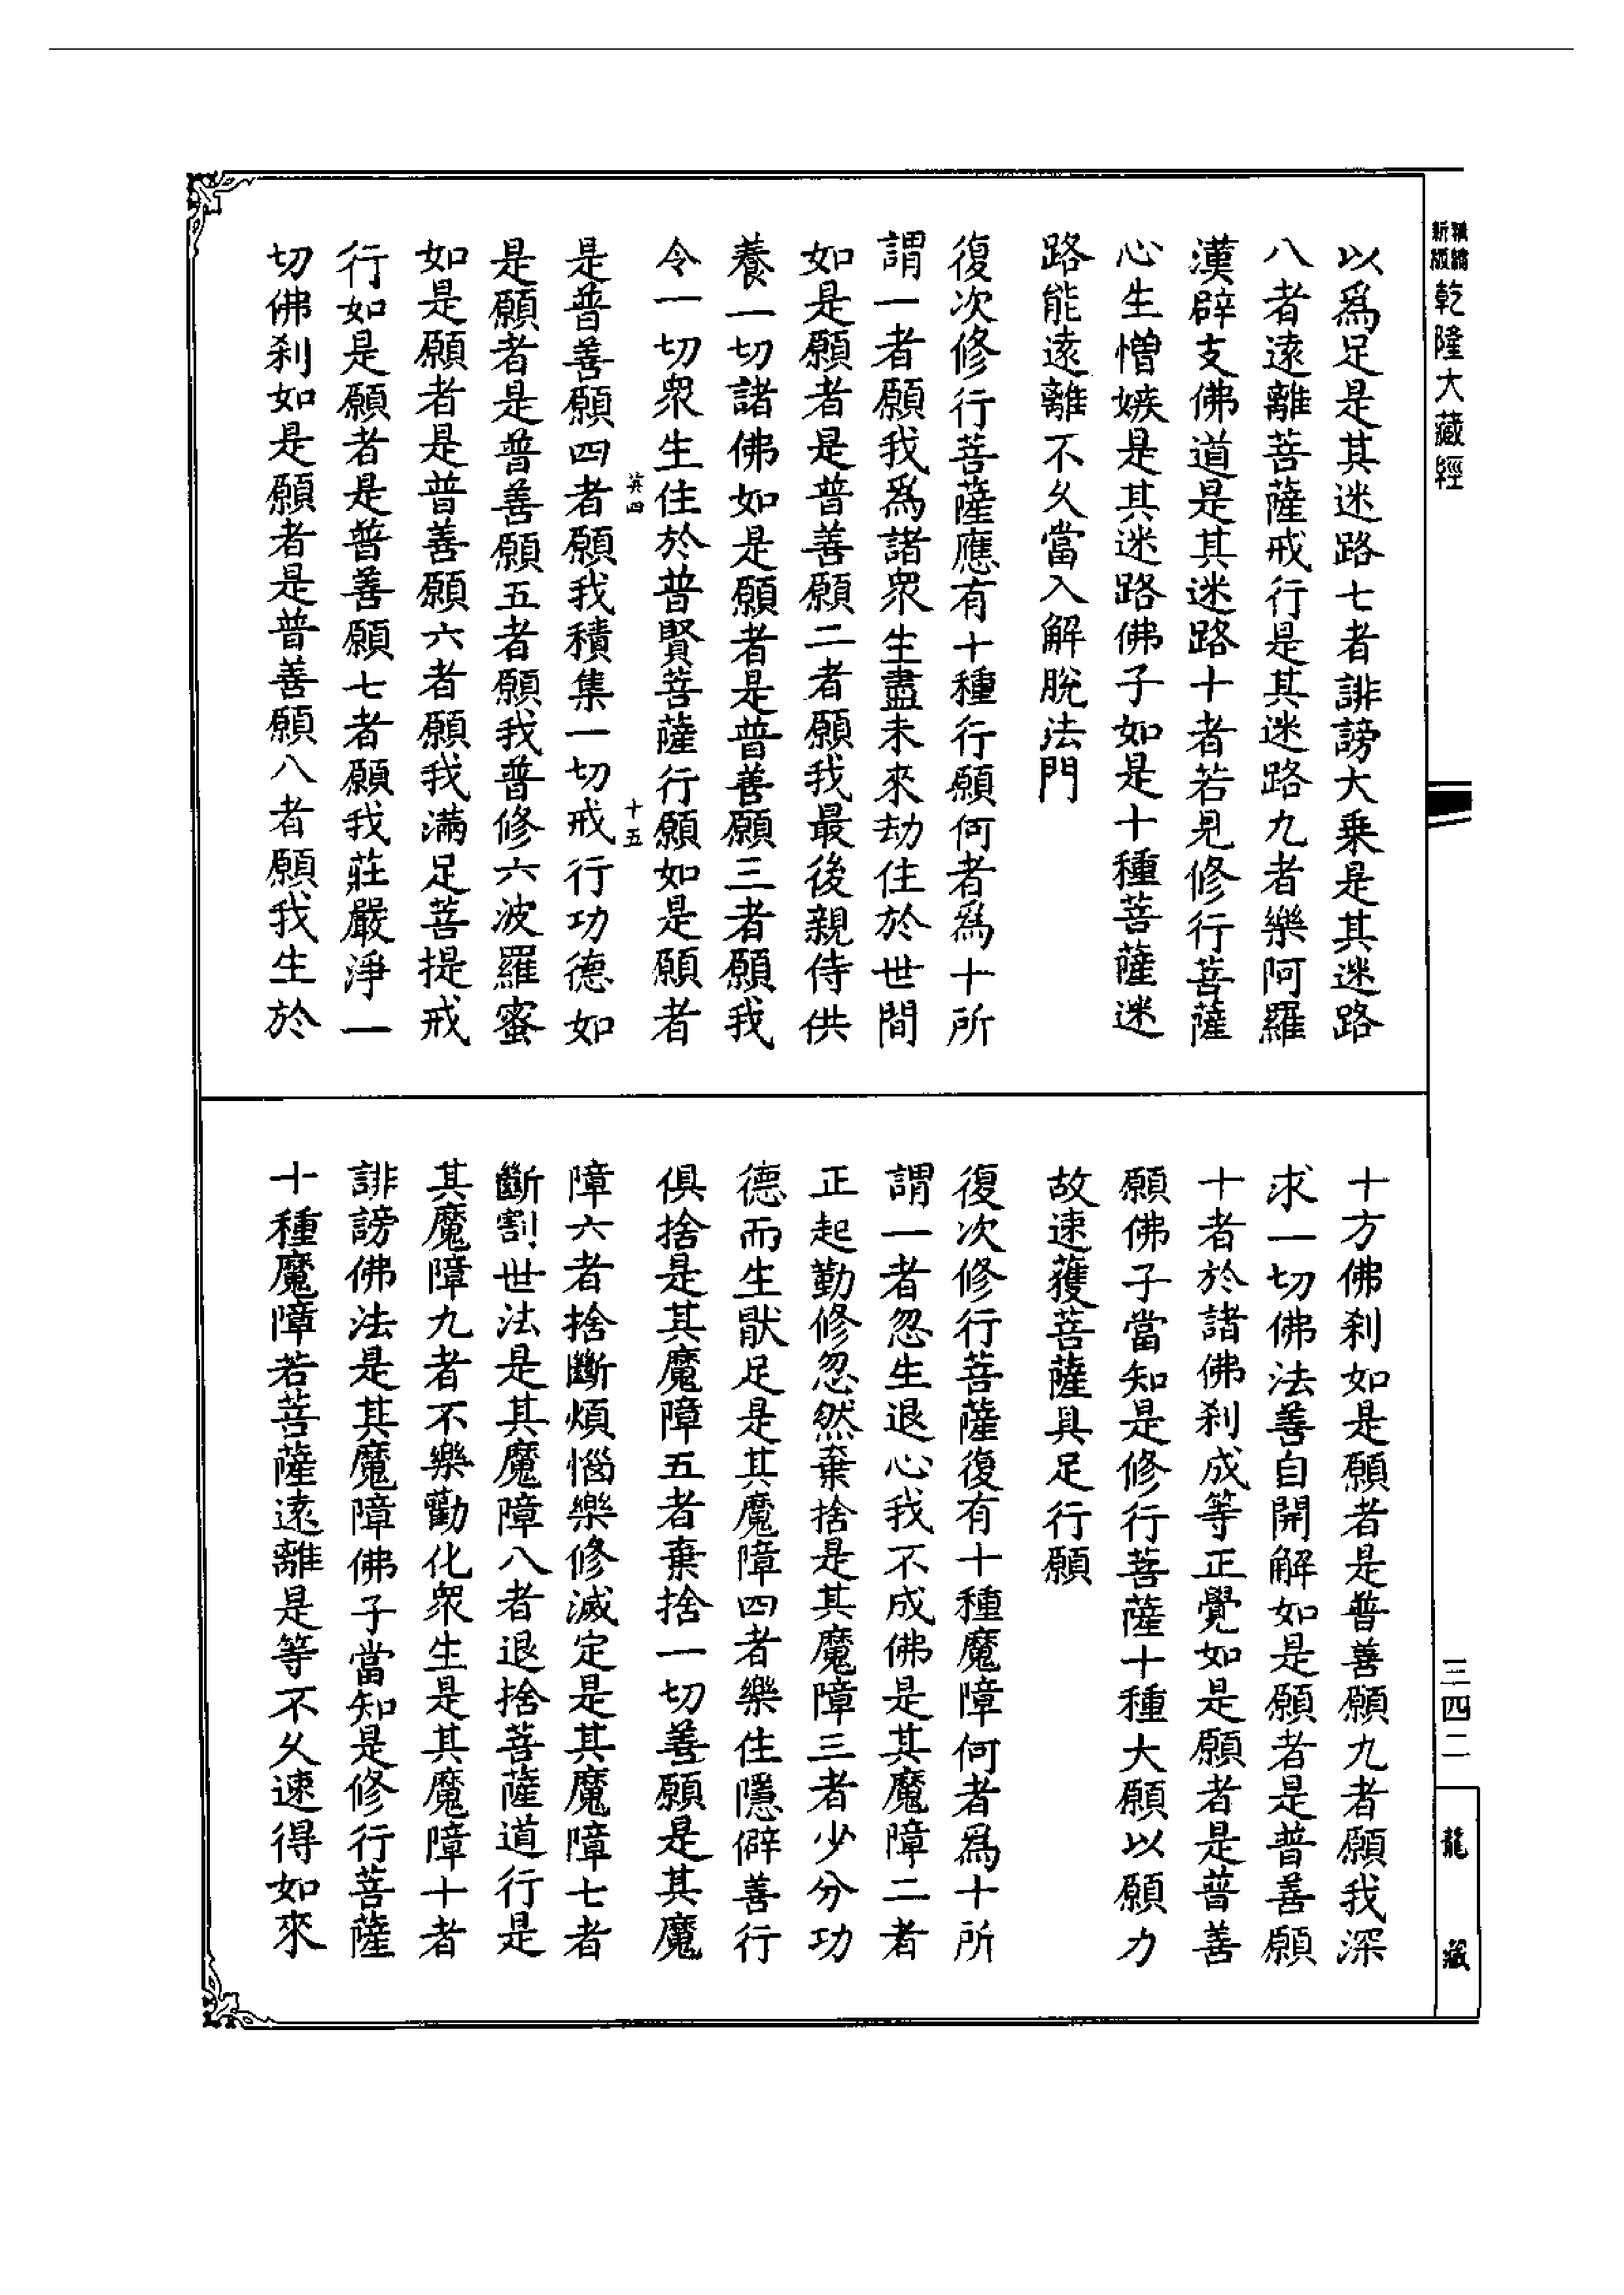 新版
乾隆大藏經
以爲足是其迷路七者誹謗大乗是其迷路
八者遠離菩薩戒行是其迷路九者樂阿羅
漢辟支佛道是其迷路十者若見修行菩薩
心生憎嫉是其迷路佛子如是十種菩薩迷
路能遠離不久當入解脫法門
復次修行菩薩應有十種行願何者爲十所
謂一者願我爲諸衆生盡未來劫住於世間
如是願者是普善願二者願我最後親侍供
養一切諸佛如是願者是普善願三者願我
令一切衆生住於普賢菩薩行願如是願者
英四
十五
是普善願四者願我積集一切戒行功德如
是願者是普善願五者願我普修六波羅蜜
如是願者是普善願六者願我滿足菩提戒
行如是願者是普善願七者願我莊嚴淨一
切佛刹如是願者是普善願八者願我生於
十方佛刹如是願者是普善願九者願我深
求一切佛法善自開解如是願者是普善願
十者於諸佛刹成等正覺如是願者是普善
願佛子當知是修行菩薩十種大願以願力
故速獲菩薩具足行願
復次修行菩薩復有十種魔障何者爲十所
謂一者忽生退心我不成佛是其魔障二者
正起勤修忽然棄捨是其魔障三者少分功
德而生猒足是其魔障四者樂住隱僻善行
俱捨是其魔障五者棄捨一切善願是其魔
障六者捨斷煩惱樂修滅定是其魔障七者
斷割世法是其魔障八者退捨菩薩道行是
其魔障九者不樂勸化衆生是其魔障十者
誹謗佛法是其魔障佛子當知是修行菩薩
十種魔障若菩薩遠離是等不久速得如來
三四二
龍藏